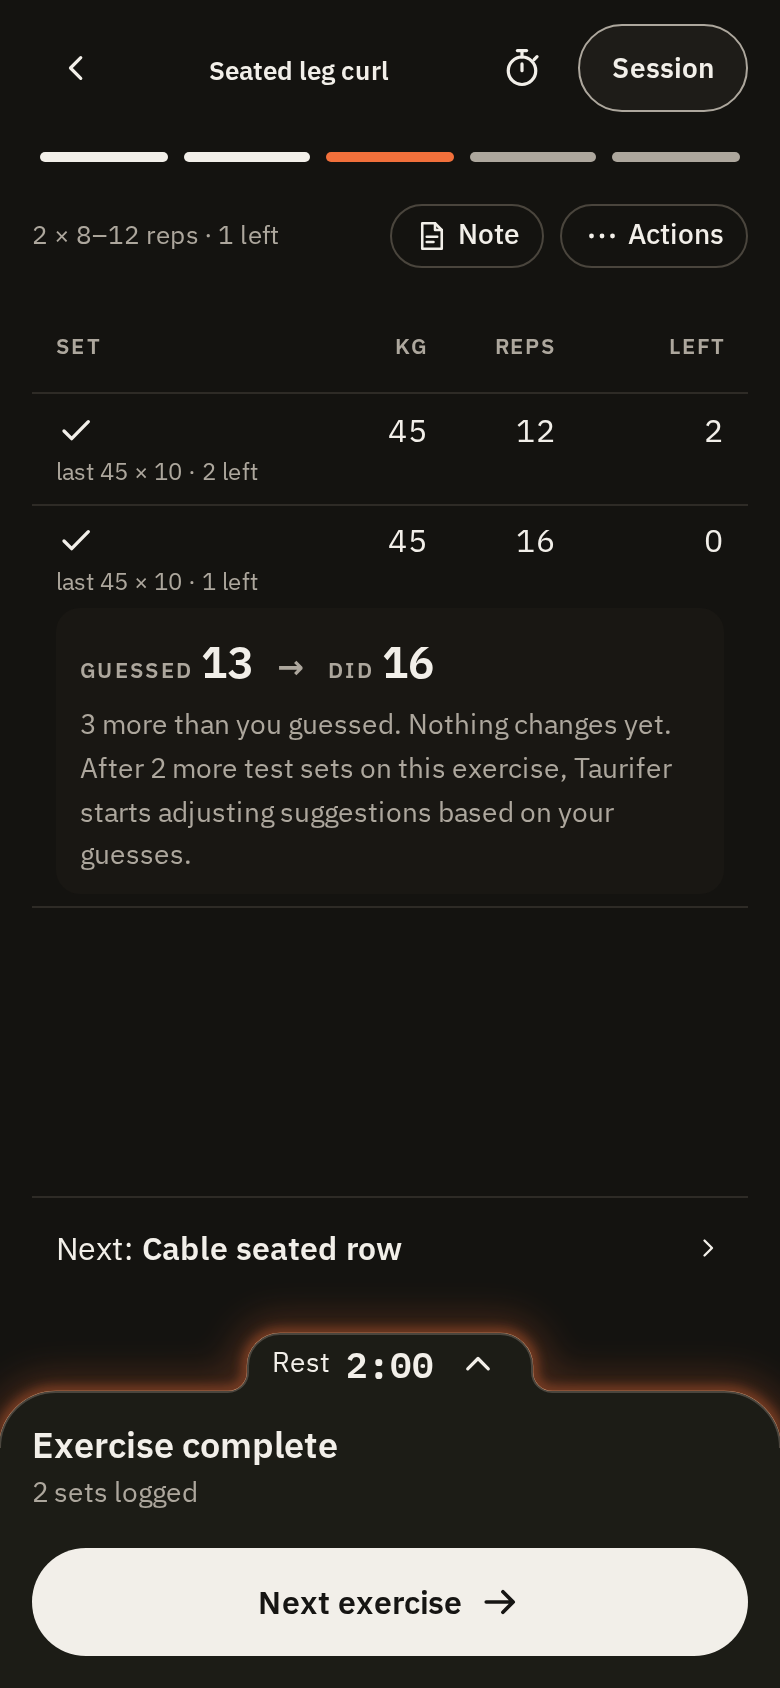 Seated leg curl
Session
2 × 8–12 reps · 1 left
Note
··· Actions
SET KG REPS LEFT
45 12 2
last 45 × 10 · 2 left
45 16 0
last 45 × 10 · 1 left
GUESSED 13 → DID 16
3 more than you guessed. Nothing changes yet.
After 2 more test sets on this exercise, Taurifer
starts adjusting suggestions based on your
guesses.
Next: Cable seated row
Rest 2:00
Exercise complete
2 sets logged
Next exercise →